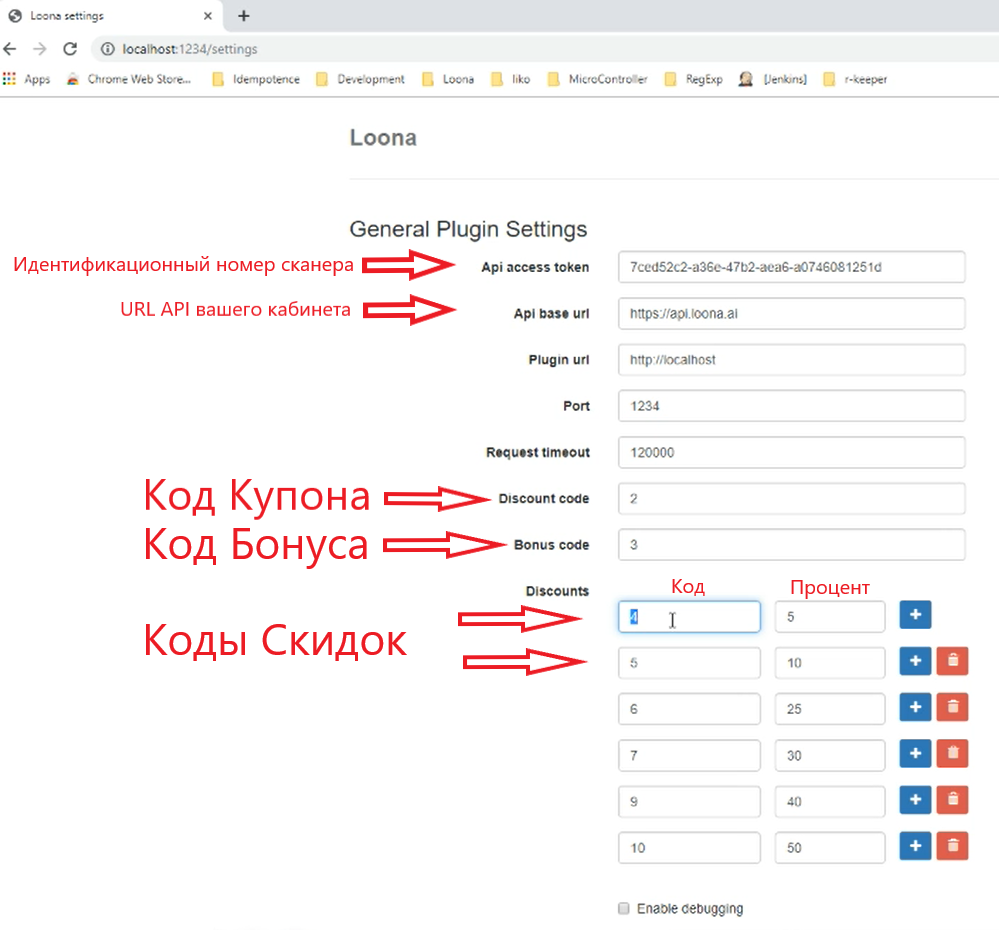 Loona settings
localhost:1234/settings
Apps Chrome Web Store... Idempotence Development Loona Iiko MicroController RegExp [Jenkins] r-keeper
Loona
General Plugin Settings
Идентификационный номер сканера Api access token 7ced52c2-a36e-47b2-aea6-a0746081251d
URL API вашего кабинета Api base url https://api.loona.ai
Plugin url http://localhost
Port 1234
Request timeout 120000
Код Купона Discount code 2
Код Бонуса Bonus code 3
Discounts Код Процент
4 5 +
Коды Скидок
5 10 +
6 25 +
7 30 +
9 40 +
10 50 +
Enable debugging